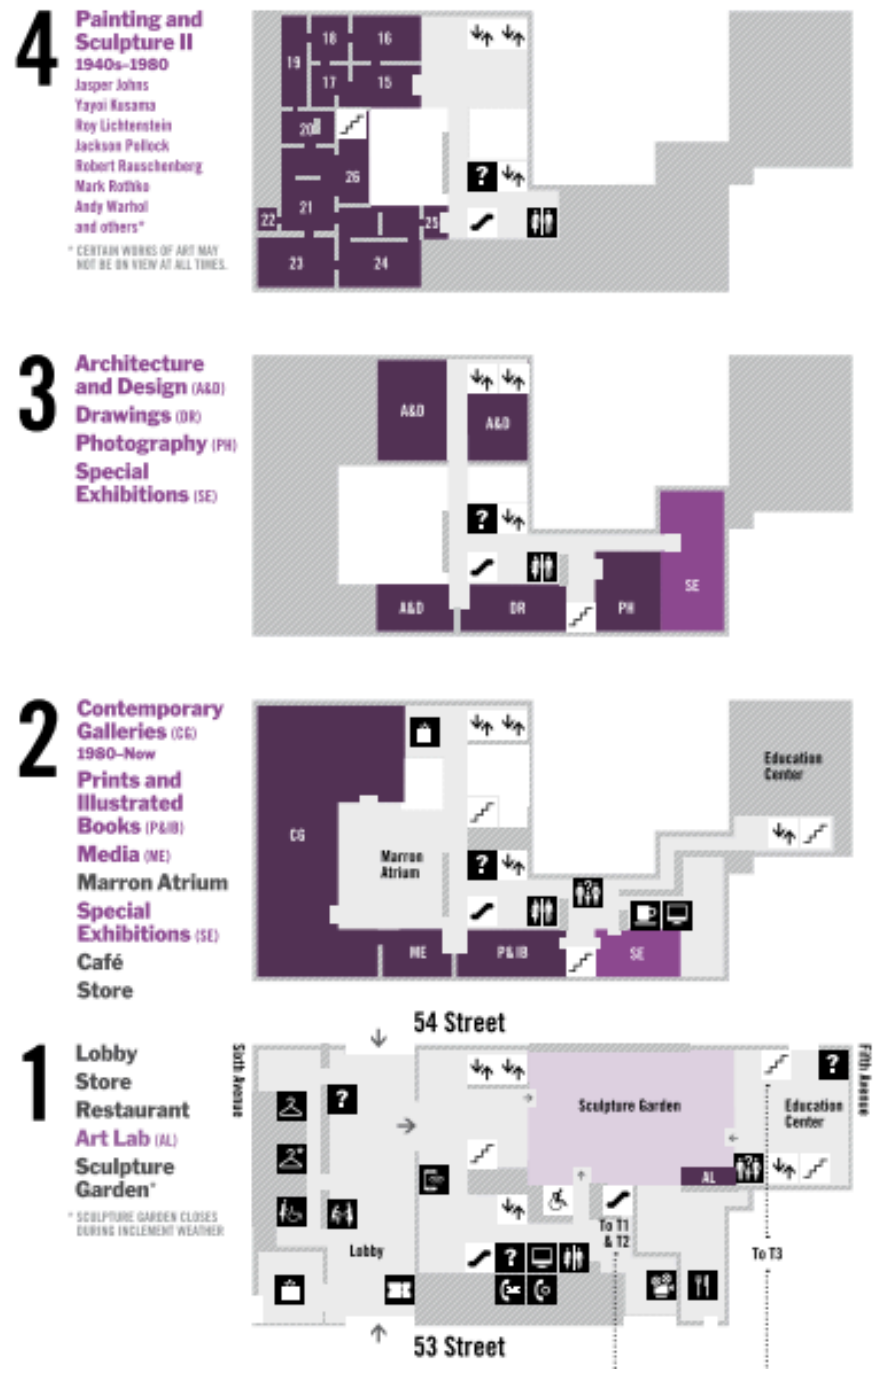 4
Painting and
Sculpture II
1940s–1980
Jasper Johns
Yayoi Kusama
Roy Lichtenstein
Jackson Pollock
Robert Rauschenberg
Mark Rothko
Andy Warhol
and others*
* CERTAIN WORKS OF ART MAY
NOT BE ON VIEW AT ALL TIMES.
18
16
19
17
15
20
26
21
22
25
23
24
?
3
Architecture
and Design (A&D)
Drawings (DR)
Photography (PH)
Special
Exhibitions (SE)
A&D
A&D
?
SE
A&D
DR
PH
2
Contemporary
Galleries (CG)
1980–Now
Prints and
Illustrated
Books (P&IB)
Media (ME)
Marron Atrium
Special
Exhibitions (SE)
Café
Store
Education
Center
CG
Marron
Atrium
?
ME
P&IB
SE
1
Lobby
Store
Restaurant
Art Lab (AL)
Sculpture
Garden*
* SCULPTURE GARDEN CLOSES
DURING INCLEMENT WEATHER
54 Street
Sixth Avenue
Fifth Avenue
?
?
Sculpture Garden
Education
Center
AL
Lobby
To T1
& T2
To T3
?
53 Street